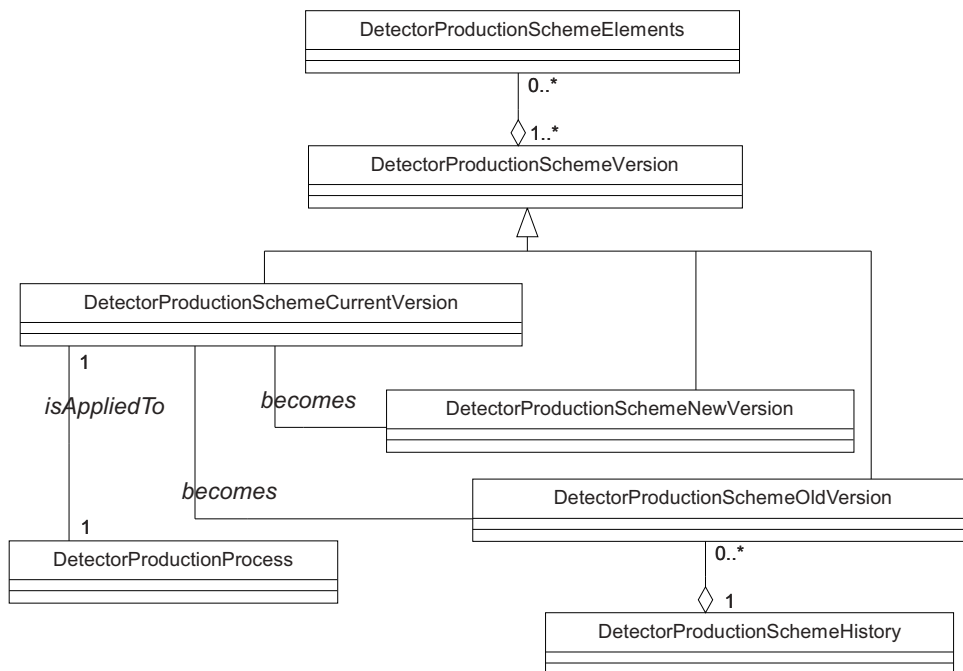 DetectorProductionSchemeElements
0..*
1..*
DetectorProductionSchemeVersion
DetectorProductionSchemeCurrentVersion
1
isAppliedTo
becomes
DetectorProductionSchemeNewVersion
becomes
DetectorProductionSchemeOldVersion
1
DetectorProductionProcess
0..*
1
DetectorProductionSchemeHistory